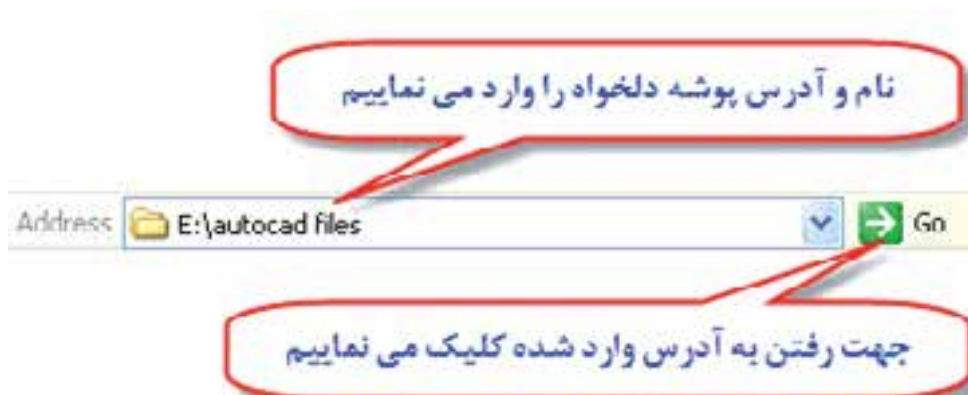 نام و آدرس پوشه دلخواه را وارد می نماییم
Address E:\autocad files Go
جهت رفتن به آدرس وارد شده کلیک می نماییم